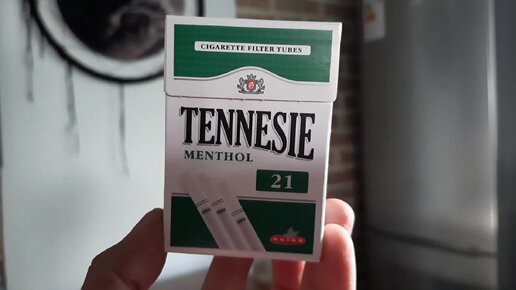 CIGARETTE FILTER TUBES
TENNESIE
MENTHOL
21